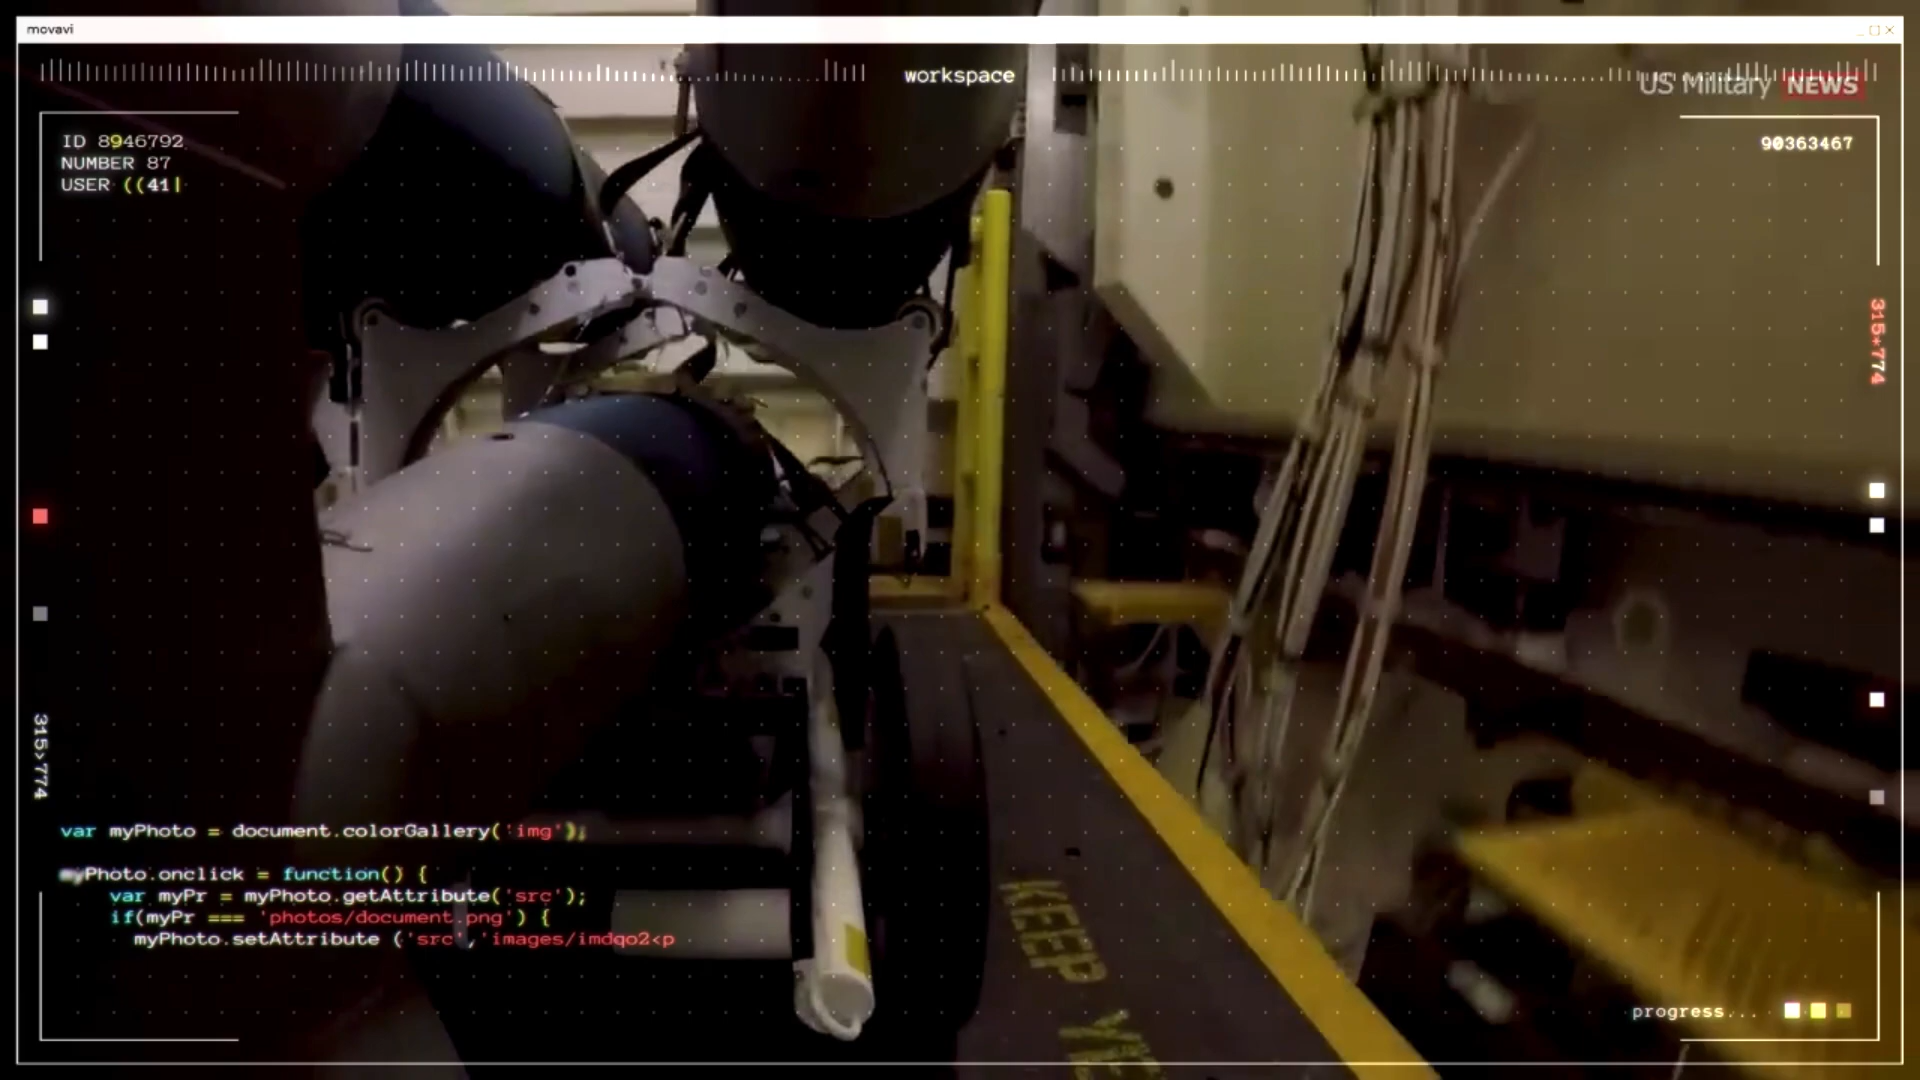 movavi
workspace
US Military NEWS
ID 8946792
NUMBER 87
USER ((41|
90363467
315*774
315>774
var myPhoto = document.colorGallery('img');
myPhoto.onclick = function() {
var myPr = myPhoto.getAttribute('src');
if(myPr === 'photos/document.png') {
myPhoto.setAttribute ('src','images/imdqo2<p
KEEP
progress...